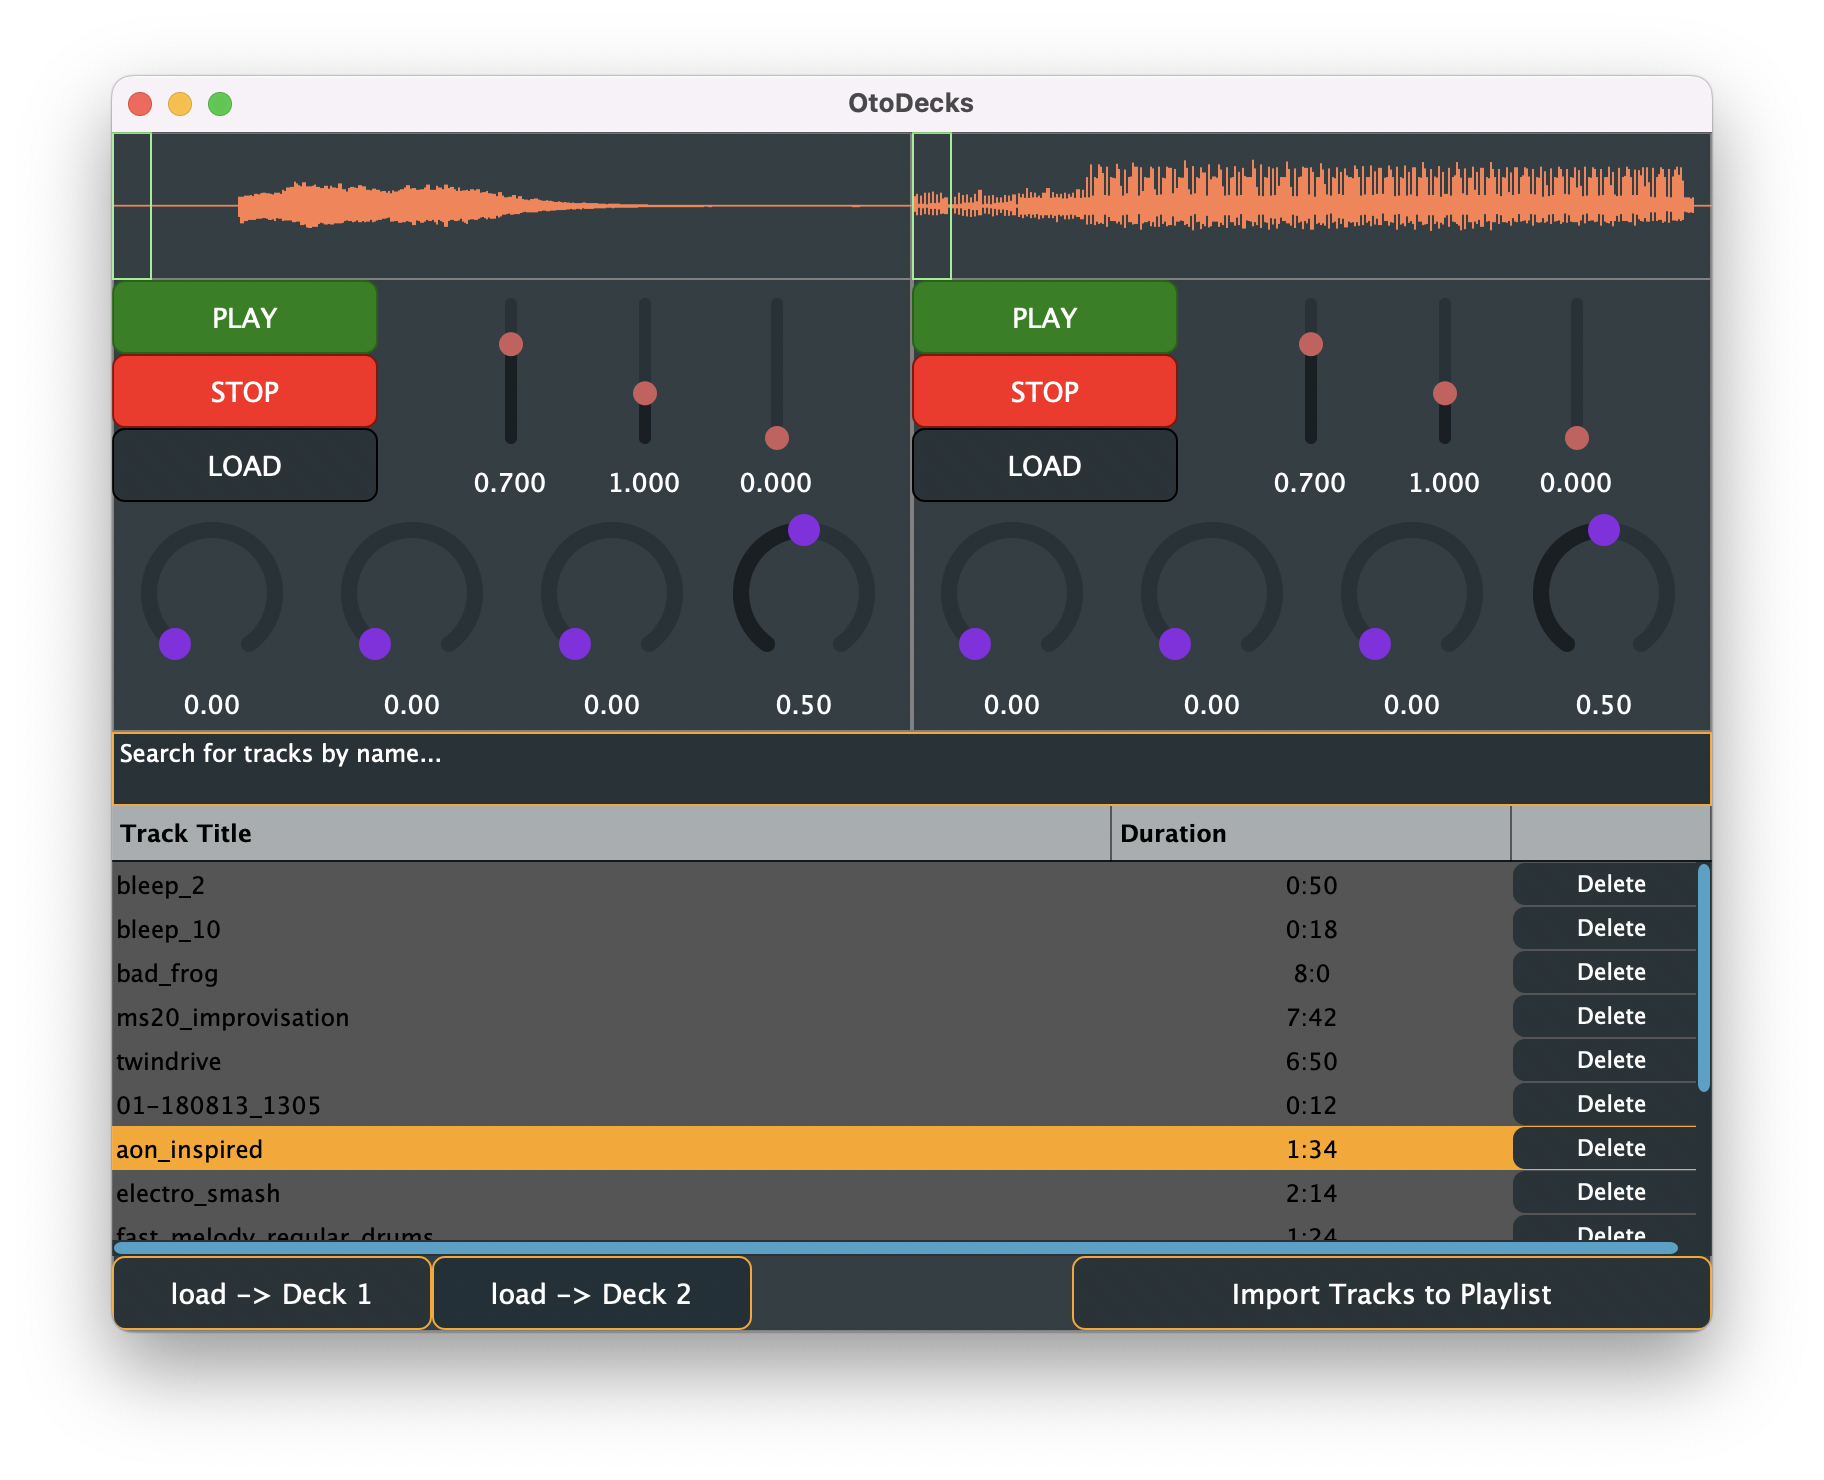 OtoDecks
PLAY
STOP
LOAD
0.700 1.000 0.000
0.00 0.00 0.00 0.50
PLAY
STOP
LOAD
0.700 1.000 0.000
0.00 0.00 0.00 0.50
Search for tracks by name...
Track Title Duration
bleep_2 0:50 Delete
bleep_10 0:18 Delete
bad_frog 8:0 Delete
ms20_improvisation 7:42 Delete
twindrive 6:50 Delete
01-180813_1305 0:12 Delete
aon_inspired 1:34 Delete
electro_smash 2:14 Delete
fast_melody_regular_drums 1:24 Delete
load -> Deck 1 load -> Deck 2 Import Tracks to Playlist